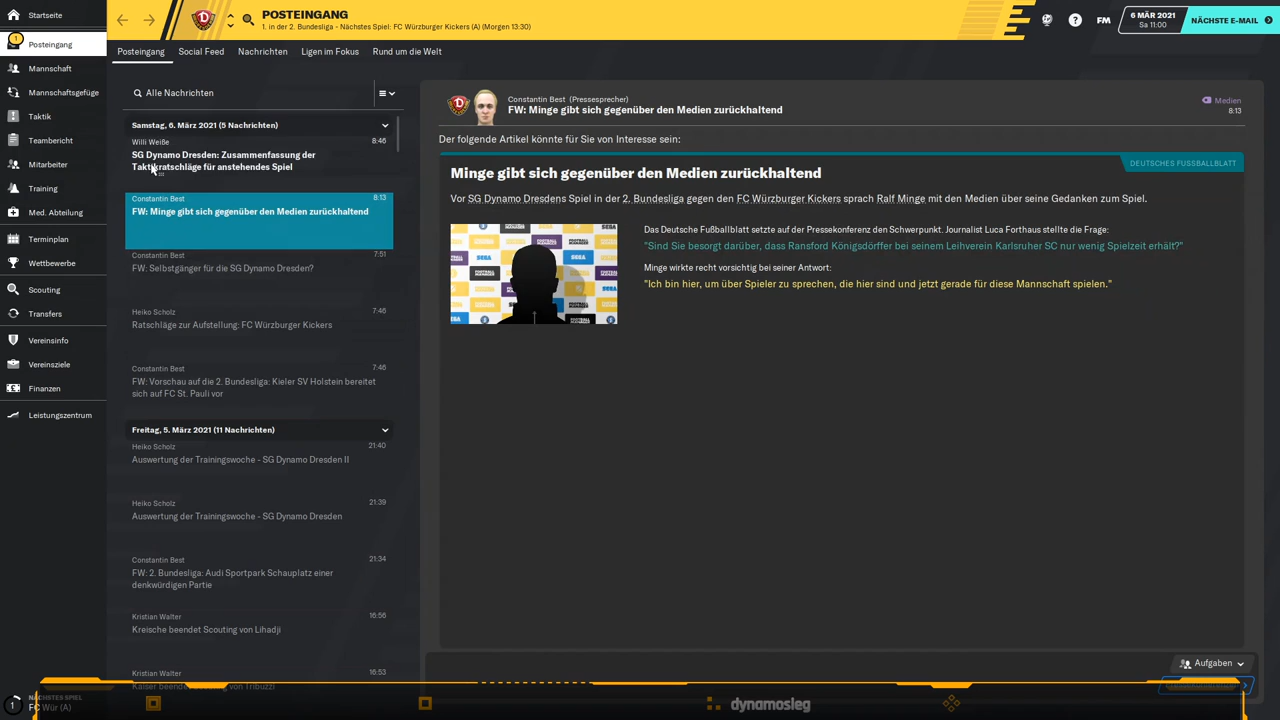 Startseite
POSTEINGANG
1. in der 2. Bundesliga - Nächstes Spiel: FC Würzburger Kickers (A) (Morgen 13:30)
FM
6 MÄR 2021
Sa 11:00
NÄCHSTE E-MAIL
1
Posteingang
Mannschaft
Mannschaftsgefüge
Taktik
Teambericht
Mitarbeiter
Training
Med. Abteilung
Terminplan
Wettbewerbe
Scouting
Transfers
Vereinsinfo
Vereinsziele
Finanzen
Leistungszentrum
Posteingang
Social Feed
Nachrichten
Ligen im Fokus
Rund um die Welt
Alle Nachrichten
Samstag, 6. März 2021 (5 Nachrichten)
Willi Weiße
8:46
SG Dynamo Dresden: Zusammenfassung der
Taktikratschläge für anstehendes Spiel
Constantin Best
8:13
FW: Minge gibt sich gegenüber den Medien zurückhaltend
Constantin Best
7:51
FW: Selbstgänger für die SG Dynamo Dresden?
Heiko Scholz
7:46
Ratschläge zur Aufstellung: FC Würzburger Kickers
Constantin Best
7:46
FW: Vorschau auf die 2. Bundesliga: Kieler SV Holstein bereitet
sich auf FC St. Pauli vor
Freitag, 5. März 2021 (11 Nachrichten)
Heiko Scholz
21:40
Auswertung der Trainingswoche - SG Dynamo Dresden II
Heiko Scholz
21:39
Auswertung der Trainingswoche - SG Dynamo Dresden
Constantin Best
21:34
FW: 2. Bundesliga: Audi Sportpark Schauplatz einer
denkwürdigen Partie
Kristian Walter
16:56
Kreische beendet Scouting von Lihadji
Kristian Walter
16:53
Kaiser beendet Scouting von Tribuzzi
Constantin Best (Pressesprecher)
FW: Minge gibt sich gegenüber den Medien zurückhaltend
Medien
8:13
Der folgende Artikel könnte für Sie von Interesse sein:
DEUTSCHES FUSSBALLBLATT
Minge gibt sich gegenüber den Medien zurückhaltend
Vor SG Dynamo Dresdens Spiel in der 2. Bundesliga gegen den FC Würzburger Kickers sprach Ralf Minge mit den Medien über seine Gedanken zum Spiel.
Das Deutsche Fußballblatt setzte auf der Pressekonferenz den Schwerpunkt. Journalist Luca Forthaus stellte die Frage:
"Sind Sie besorgt darüber, dass Ransford Königsdörffer bei seinem Leihverein Karlsruher SC nur wenig Spielzeit erhält?"
Minge wirkte recht vorsichtig bei seiner Antwort:
"Ich bin hier, um über Spieler zu sprechen, die hier sind und jetzt gerade für diese Mannschaft spielen."
Aufgaben
1
NÄCHSTES SPIEL
FC Wür (A)
dynamosleg